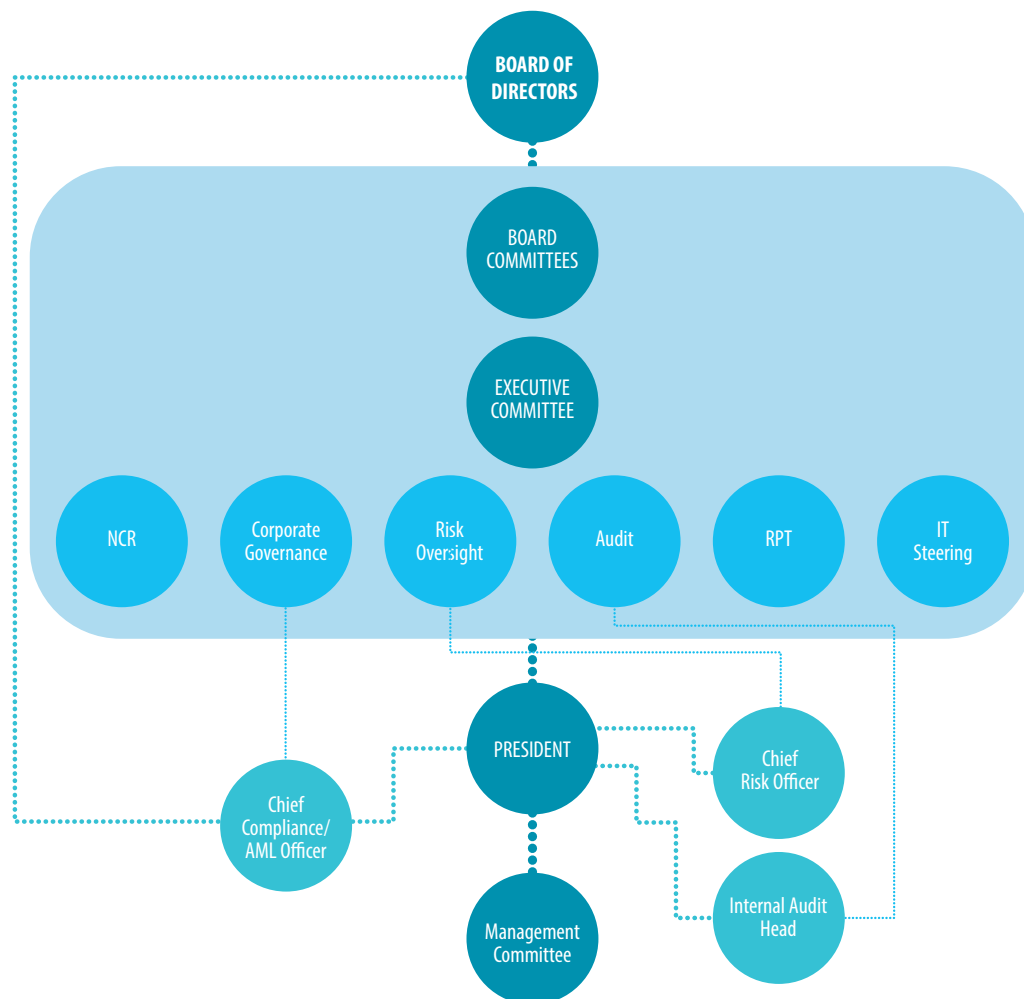 BOARD OF
DIRECTORS
BOARD
COMMITTEES
EXECUTIVE
COMMITTEE
NCR
Corporate
Governance
Risk
Oversight
Audit
RPT
IT
Steering
PRESIDENT
Chief
Risk Officer
Chief
Compliance/
AML Officer
Internal Audit
Head
Management
Committee